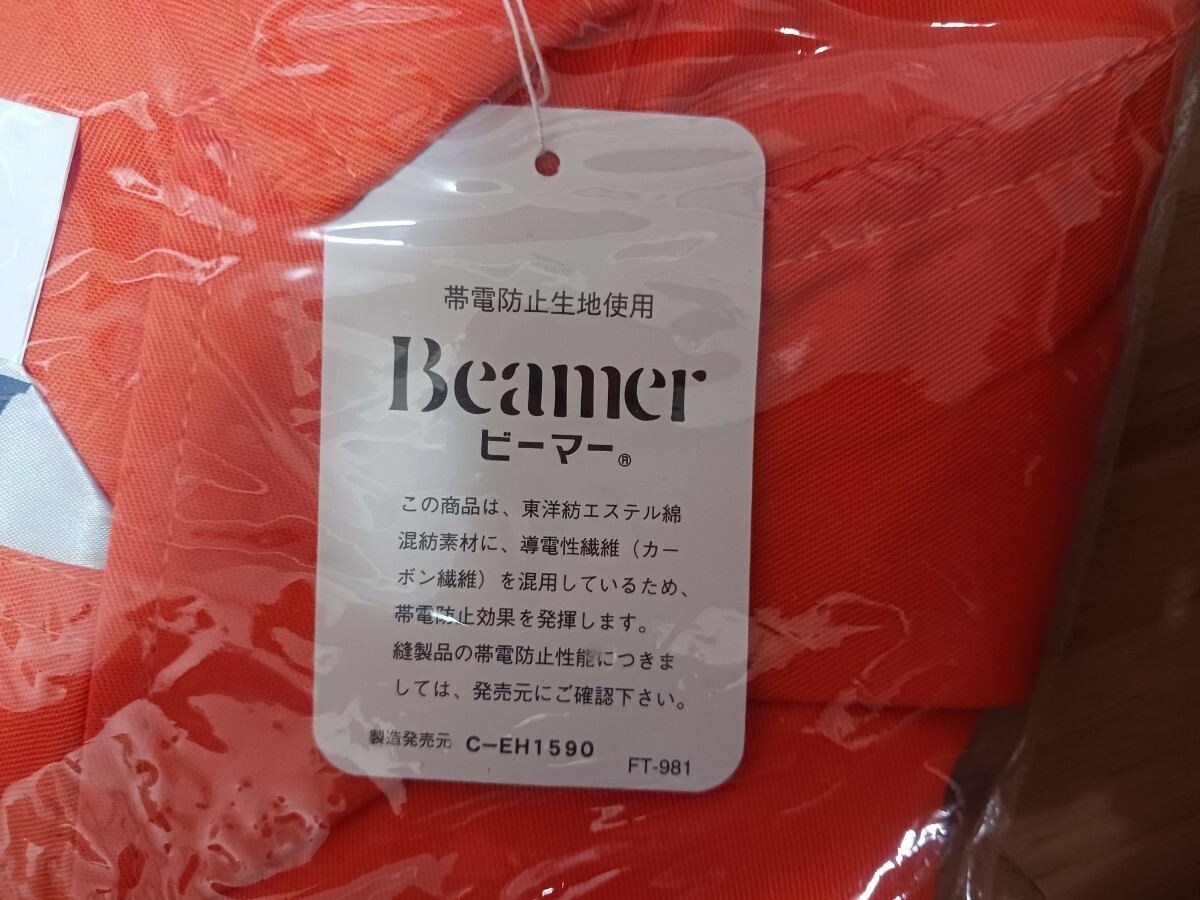 帯電防止生地使用
Beamer
ビーマー®
この商品は、東洋紡エステル綿
混紡素材に、導電性繊維（カー
ボン繊維）を混用しているため、
帯電防止効果を発揮します。
縫製品の帯電防止性能につきま
しては、発売元にご確認下さい。
製造発売元 C-EH1590
FT-981